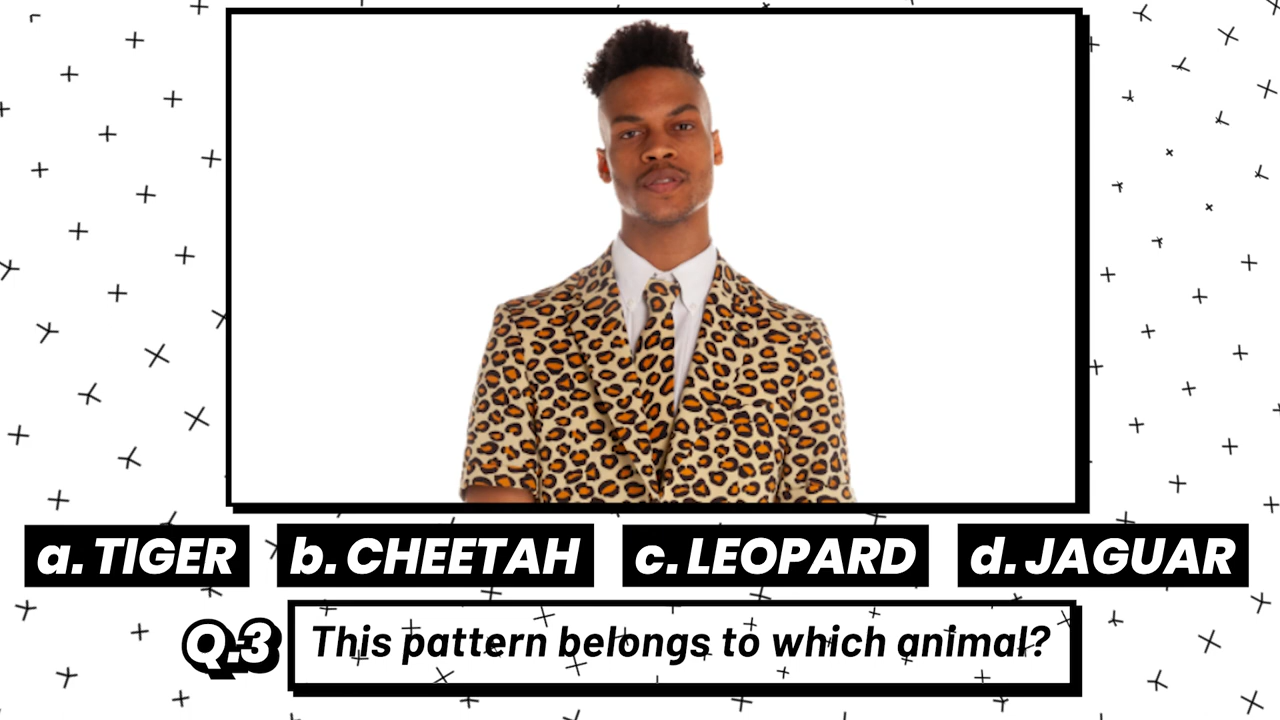 a. TIGER
b. CHEETAH
c. LEOPARD
d. JAGUAR
Q.3
This pattern belongs to which animal?